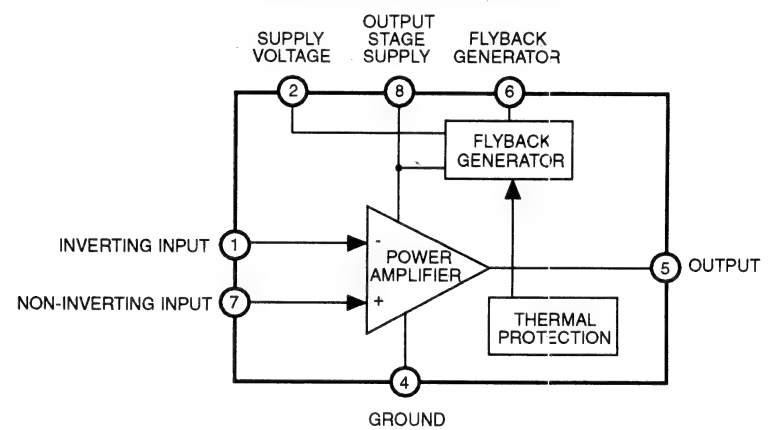 OUTPUT
STAGE
SUPPLY
SUPPLY
VOLTAGE
FLYBACK
GENERATOR
2
8
6
FLYBACK
GENERATOR
INVERTING INPUT
1
-
POWER
AMPLIFIER
5
OUTPUT
NON-INVERTING INPUT
7
+
THERMAL
PROTECTION
4
GROUND